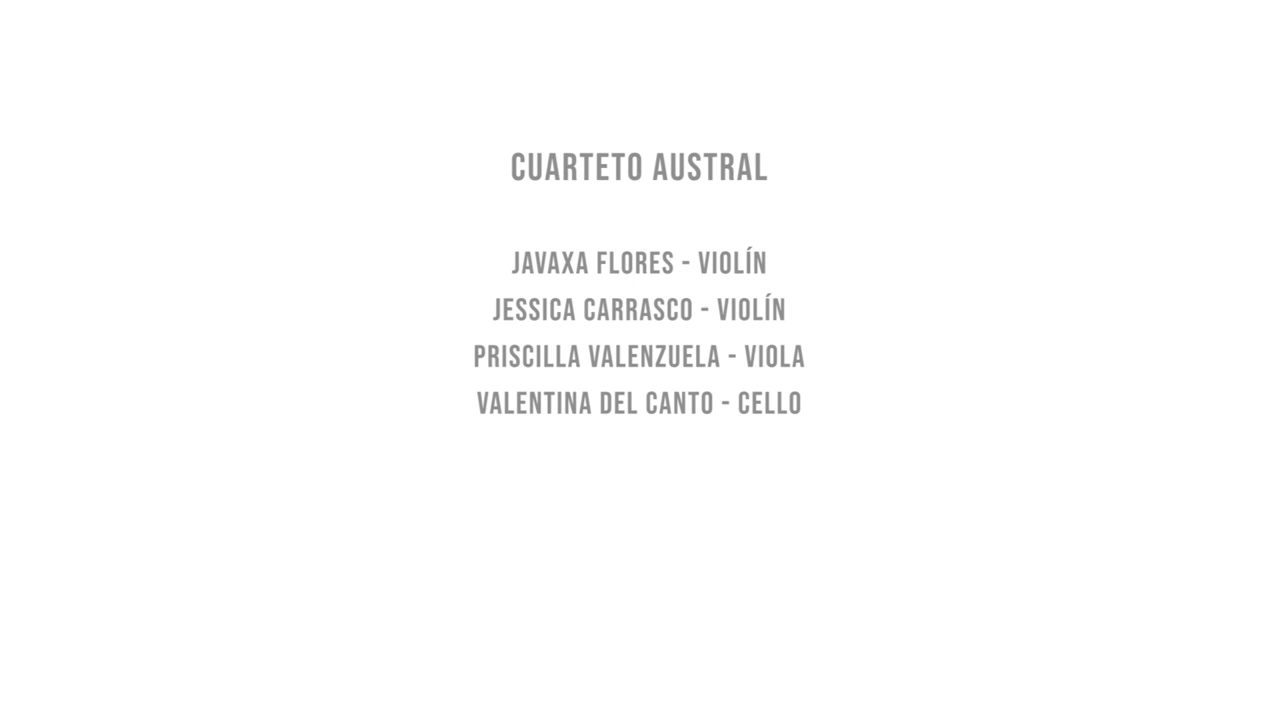 CUARTETO AUSTRAL
JAVAXA FLORES - VIOLÍN
JESSICA CARRASCO - VIOLÍN
PRISCILLA VALENZUELA - VIOLA
VALENTINA DEL CANTO - CELLO